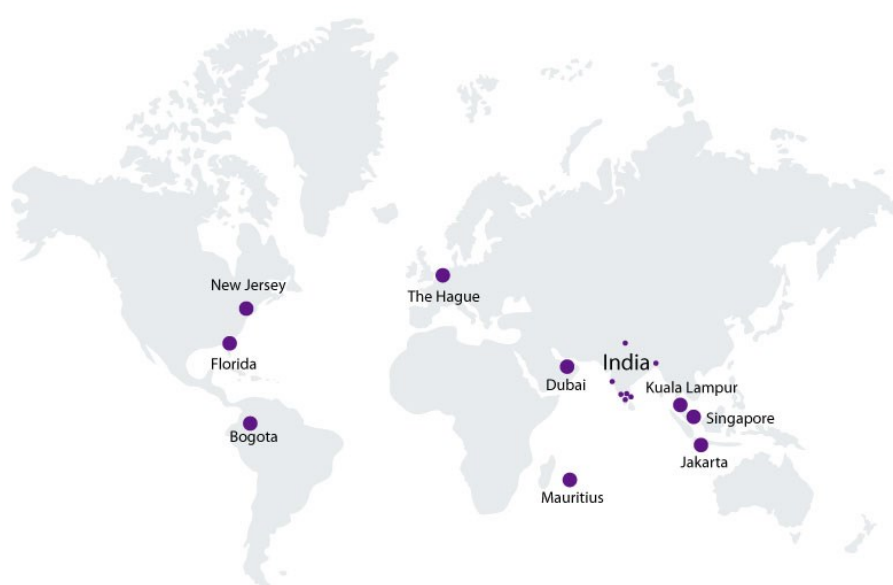 New Jersey
The Hague
Florida
India
Dubai
Kuala Lampur
Singapore
Bogota
Jakarta
Mauritius